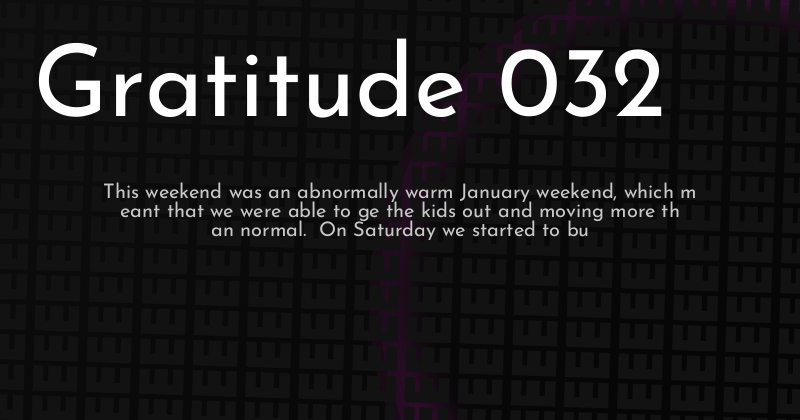 Gratitude 032
This weekend was an abnormally warm January weekend, which m
eant that we were able to ge the kids out and moving more th
an normal.  On Saturday we started to bu